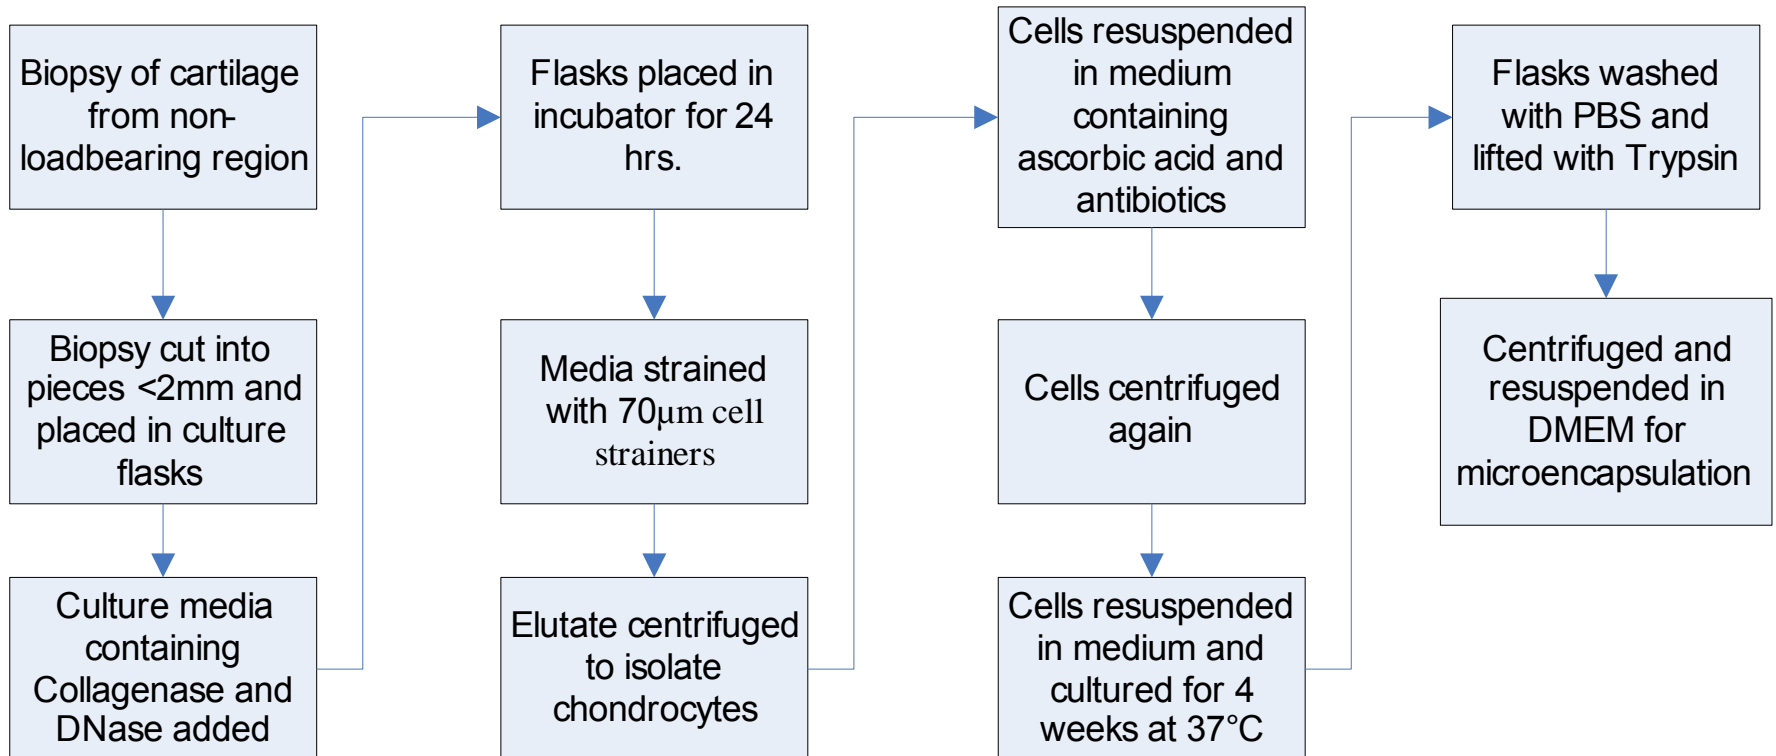 Biopsy of cartilage
from non-
loadbearing region
Biopsy cut into
pieces <2mm and
placed in culture
flasks
Culture media
containing
Collagenase and
DNase added
Flasks placed in
incubator for 24
hrs.
Media strained
with 70µm cell
strainers
Elutate centrifuged
to isolate
chondrocytes
Cells resuspended
in medium
containing
ascorbic acid and
antibiotics
Cells centrifuged
again
Cells resuspended
in medium and
cultured for 4
weeks at 37°C
Flasks washed
with PBS and
lifted with Trypsin
Centrifuged and
resuspended in
DMEM for
microencapsulation